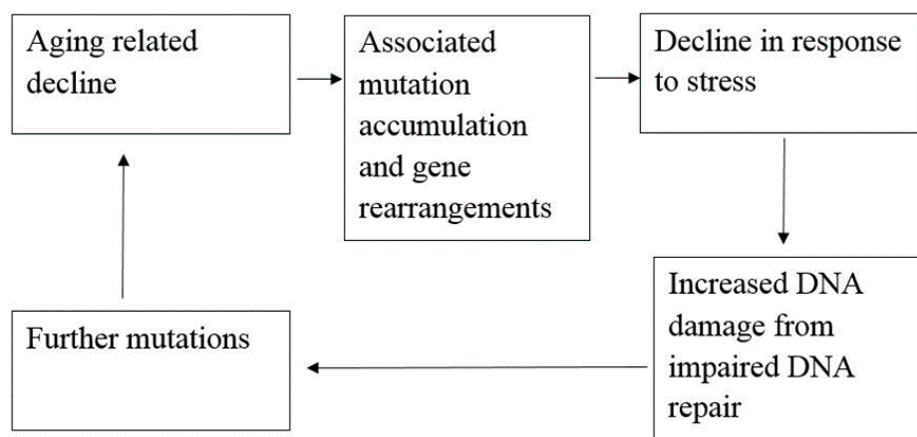 Aging related
decline
Associated
mutation
accumulation
and gene
rearrangements
Decline in response
to stress
Increased DNA
damage from
impaired DNA
repair
Further mutations